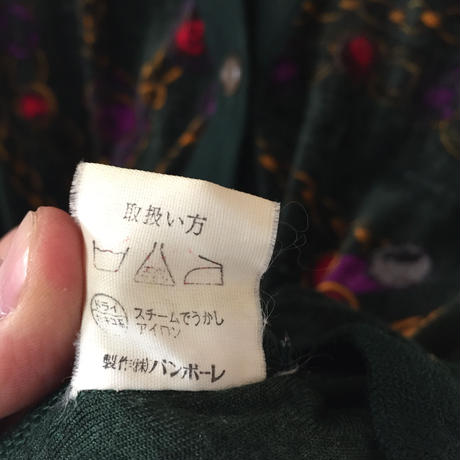 取扱い方
ドライ
スチームでうかし
アイロン
製作(株)バンボーレ